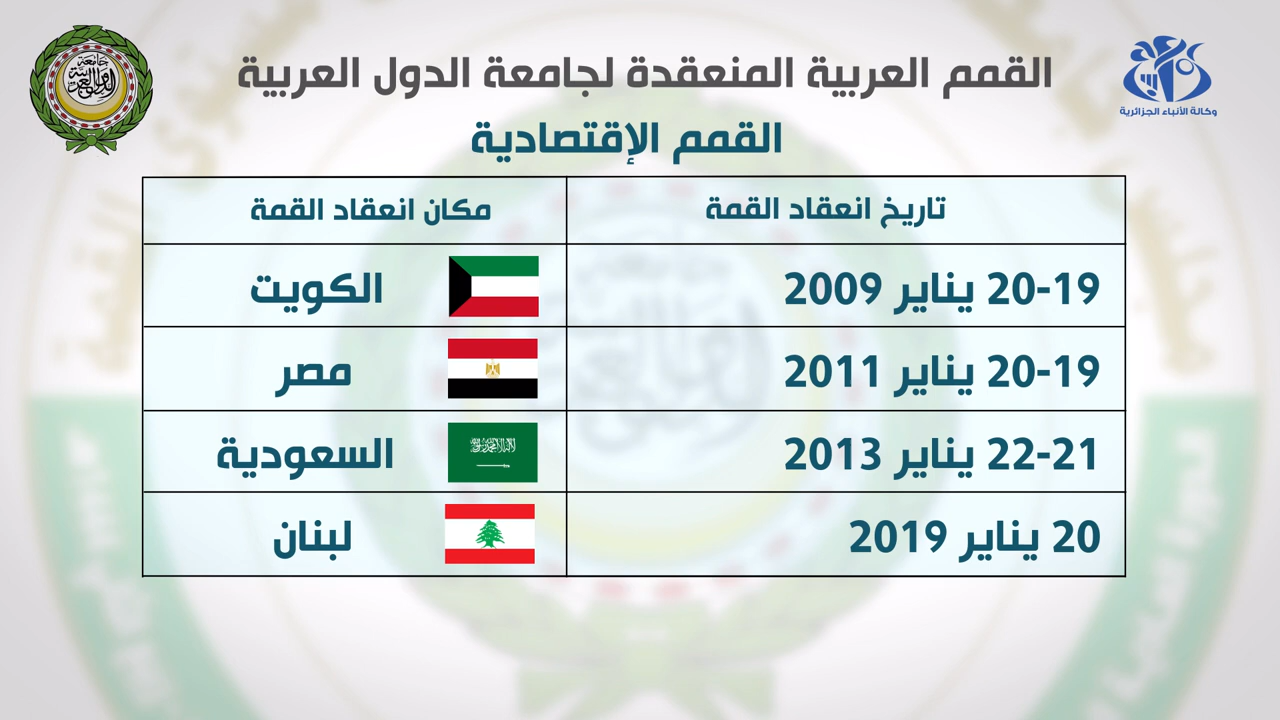 القمم العربية المنعقدة لجامعة الدول العربية
وكالة الأنباء الجزائرية
القمم الإقتصادية
تاريخ انعقاد القمة
مكان انعقاد القمة
20-19 يناير 2009
الكويت
20-19 يناير 2011
مصر
22-21 يناير 2013
السعودية
20 يناير 2019
لبنان